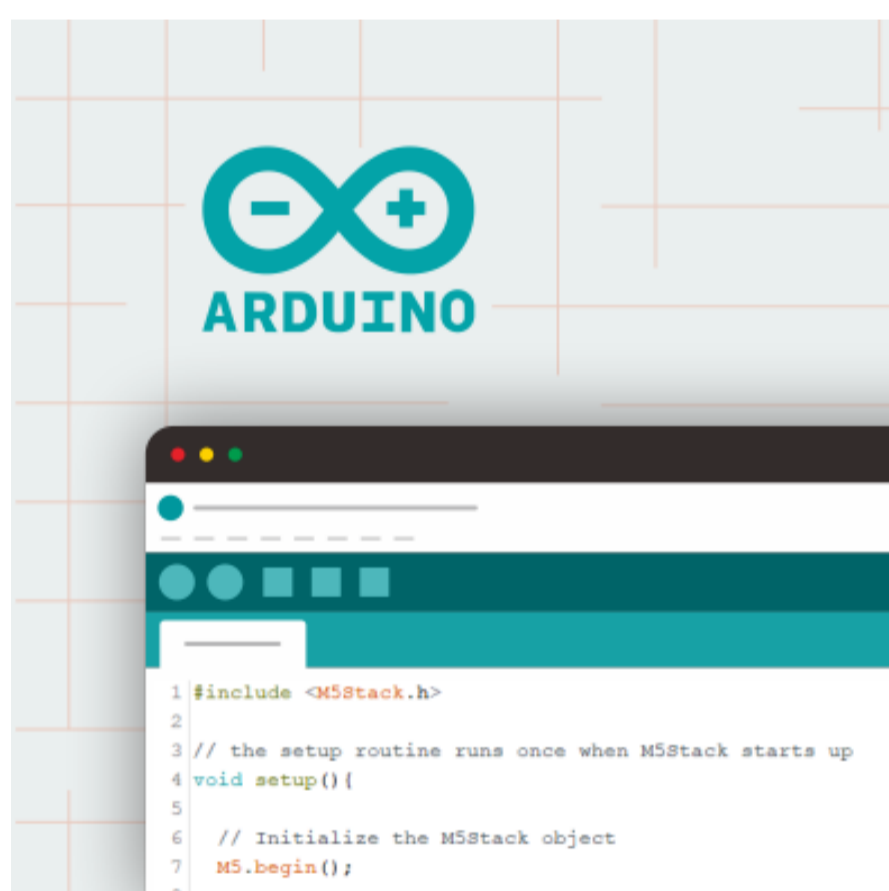 ARDUINO
1 #include <M5Stack.h>
2
3 // the setup routine runs once when M5Stack starts up
4 void setup(){
5
6 // Initialize the M5Stack object
7 M5.begin();